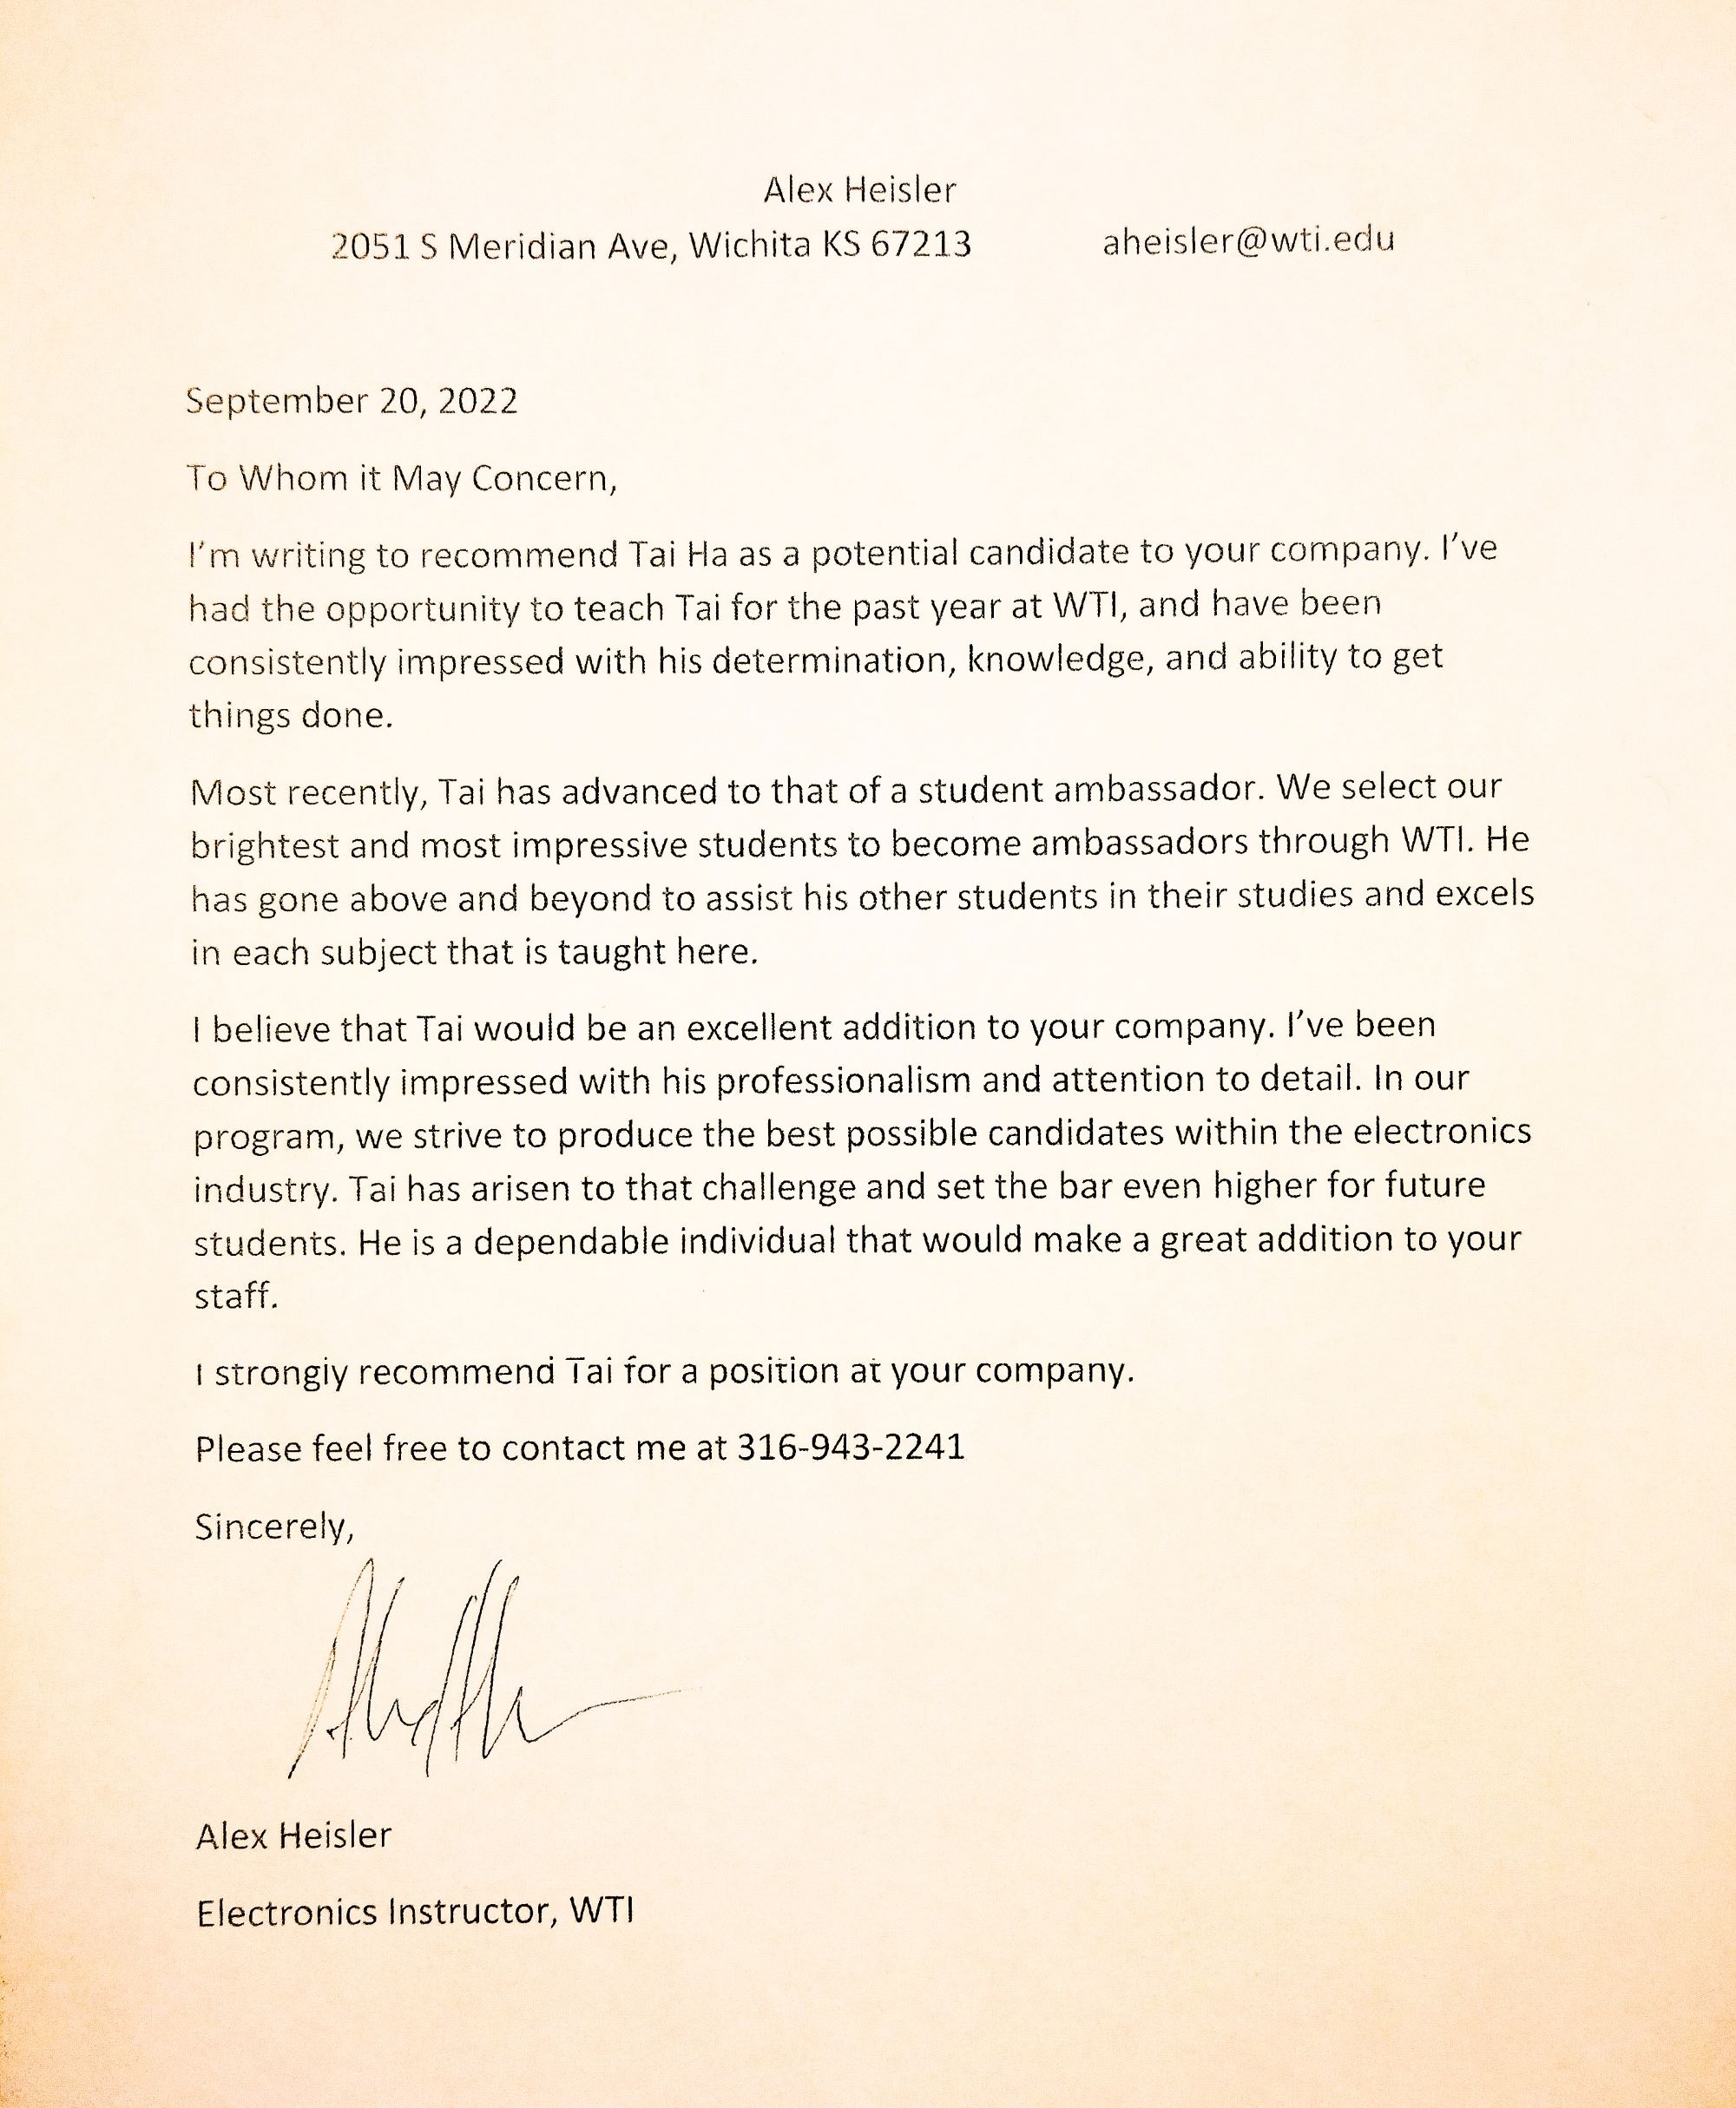 Alex Heisler
2051 S Meridian Ave, Wichita KS 67213 aheisler@wti.edu
September 20, 2022
To Whom it May Concern,
I'm writing to recommend Tai Ha as a potential candidate to your company. I've
had the opportunity to teach Tai for the past year at WTI, and have been
consistently impressed with his determination, knowledge, and ability to get
things done.
Most recently, Tai has advanced to that of a student ambassador. We select our
brightest and most impressive students to become ambassadors through WTI. He
has gone above and beyond to assist his other students in their studies and excels
in each subject that is taught here.
I believe that Tai would be an excellent addition to your company. I've been
consistently impressed with his professionalism and attention to detail. In our
program, we strive to produce the best possible candidates within the electronics
industry. Tai has arisen to that challenge and set the bar even higher for future
students. He is a dependable individual that would make a great addition to your
staff.
I strongly recommend Tai for a position at your company.
Please feel free to contact me at 316-943-2241
Sincerely,
Alex Heisler
Electronics Instructor, WTI